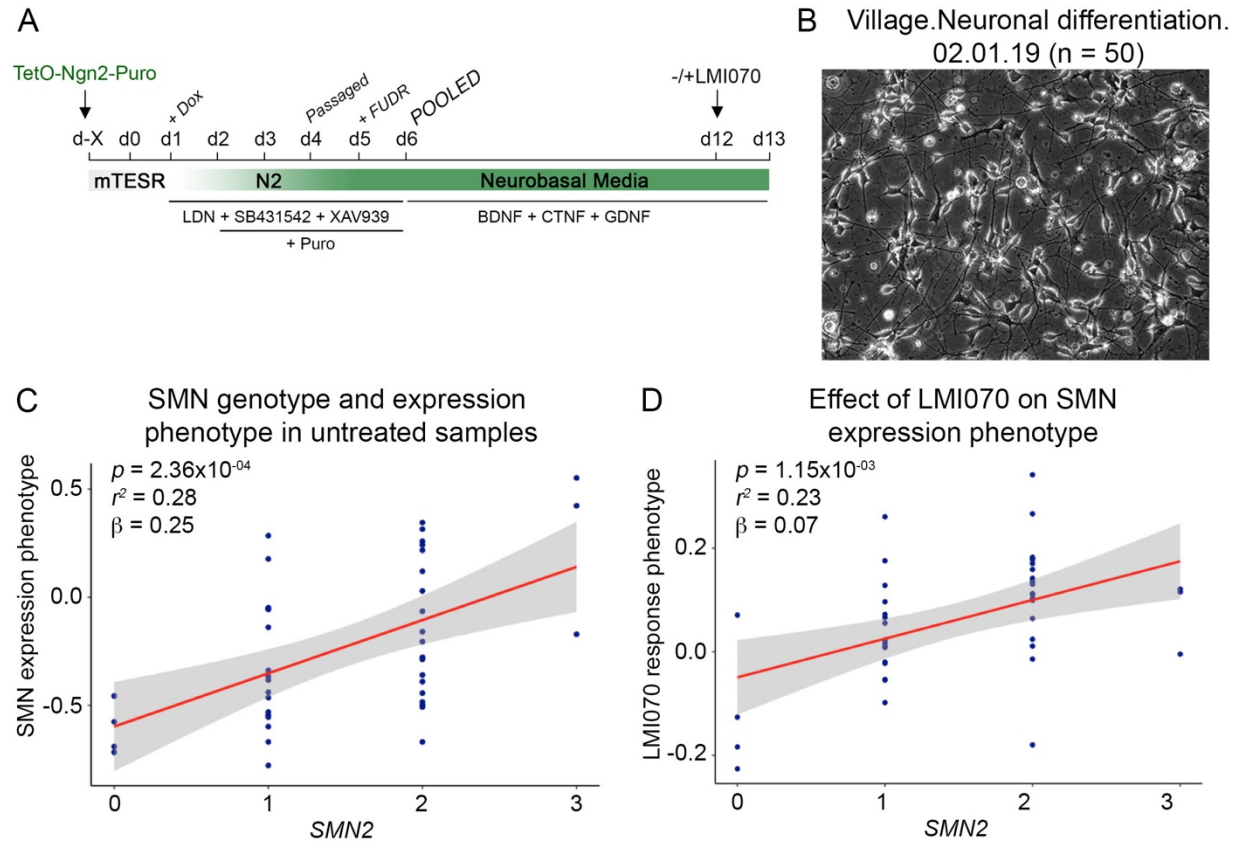 A
TetO-Ngn2-Puro
+ Dox
Passaged
+ FUDR
POOLED
-/+LMI070
d-X d0 d1 d2 d3 d4 d5 d6 d12 d13
mTESR N2 Neurobasal Media
LDN + SB431542 + XAV939
BDNF + CTNF + GDNF
+ Puro
B Village.Neuronal differentiation.
02.01.19 (n = 50)
C SMN genotype and expression
phenotype in untreated samples
p = 2.36x10⁻⁰⁴
r² = 0.28
β = 0.25
SMN expression phenotype
0.5
0.0
-0.5
0 1 2 3
SMN2
D Effect of LMI070 on SMN
expression phenotype
p = 1.15x10⁻⁰³
r² = 0.23
β = 0.07
LMI070 response phenotype
0.2
0.0
-0.2
0 1 2 3
SMN2